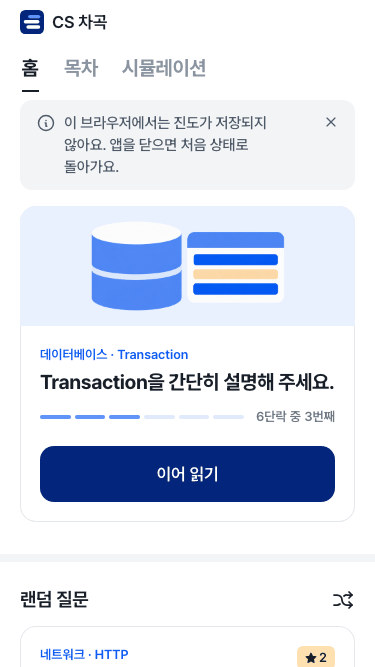 CS 차곡
홈 목차 시뮬레이션
이 브라우저에서는 진도가 저장되지
않아요. 앱을 닫으면 처음 상태로
돌아가요.
데이터베이스 · Transaction
Transaction을 간단히 설명해 주세요.
6단락 중 3번째
이어 읽기
랜덤 질문
네트워크 · HTTP
★2